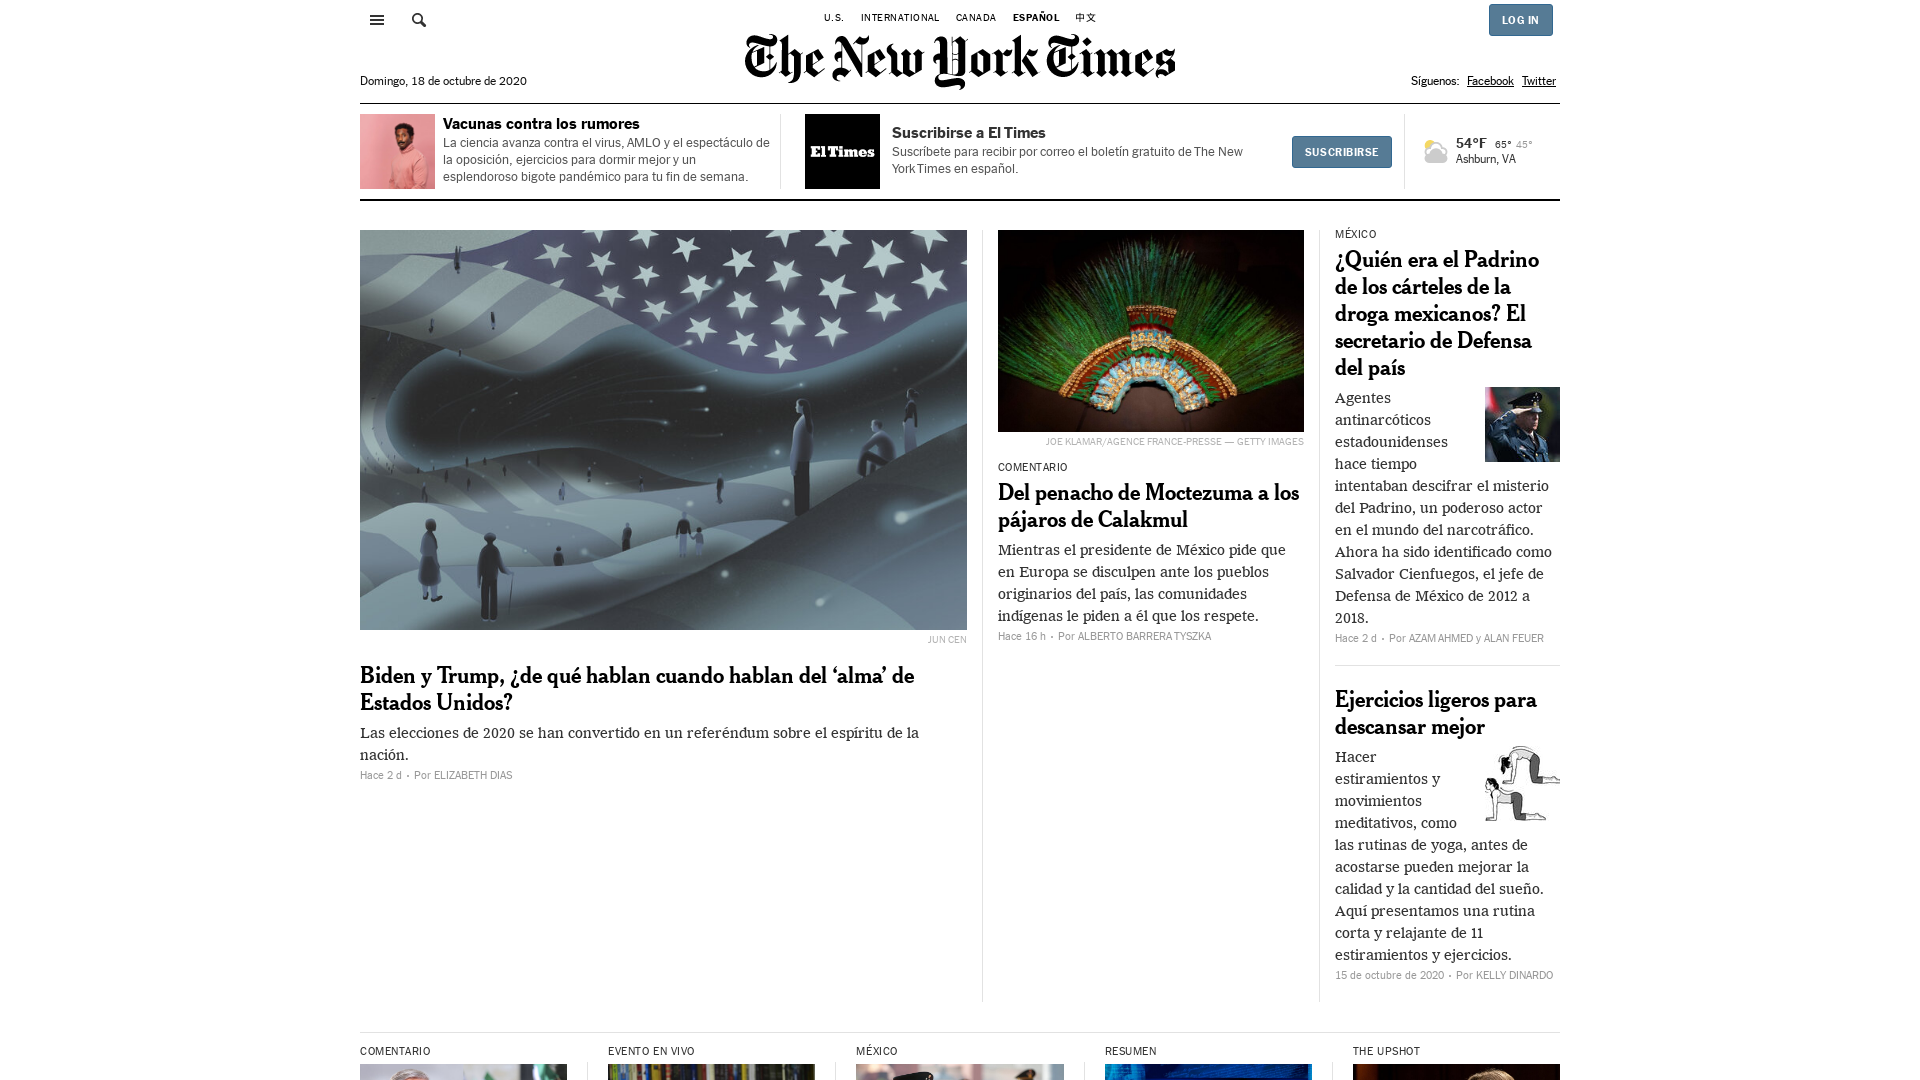 U.S. INTERNATIONAL CANADA ESPAÑOL 中文
LOG IN
The New York Times
Domingo, 18 de octubre de 2020
Síguenos: Facebook Twitter
Vacunas contra los rumores
La ciencia avanza contra el virus, AMLO y el espectáculo de
la oposición, ejercicios para dormir mejor y un
esplendoroso bigote pandémico para tu fin de semana.
El Times
Suscribirse a El Times
Suscríbete para recibir por correo el boletín gratuito de The New
York Times en español.
SUSCRIBIRSE
54°F 65° 45°
Ashburn, VA
JUN CEN
Biden y Trump, ¿de qué hablan cuando hablan del ‘alma’ de
Estados Unidos?
Las elecciones de 2020 se han convertido en un referéndum sobre el espíritu de la
nación.
Hace 2 d • Por ELIZABETH DIAS
JOE KLAMAR/AGENCE FRANCE-PRESSE — GETTY IMAGES
COMENTARIO
Del penacho de Moctezuma a los
pájaros de Calakmul
Mientras el presidente de México pide que
en Europa se disculpen ante los pueblos
originarios del país, las comunidades
indígenas le piden a él que los respete.
Hace 16 h • Por ALBERTO BARRERA TYSZKA
MÉXICO
¿Quién era el Padrino
de los cárteles de la
droga mexicanos? El
secretario de Defensa
del país
Agentes
antinarcóticos
estadounidenses
hace tiempo
intentaban descifrar el misterio
del Padrino, un poderoso actor
en el mundo del narcotráfico.
Ahora ha sido identificado como
Salvador Cienfuegos, el jefe de
Defensa de México de 2012 a
2018.
Hace 2 d • Por AZAM AHMED y ALAN FEUER
Ejercicios ligeros para
descansar mejor
Hacer
estiramientos y
movimientos
meditativos, como
las rutinas de yoga, antes de
acostarse pueden mejorar la
calidad y la cantidad del sueño.
Aquí presentamos una rutina
corta y relajante de 11
estiramientos y ejercicios.
15 de octubre de 2020 • Por KELLY DINARDO
COMENTARIO
EVENTO EN VIVO
MÉXICO
RESUMEN
THE UPSHOT